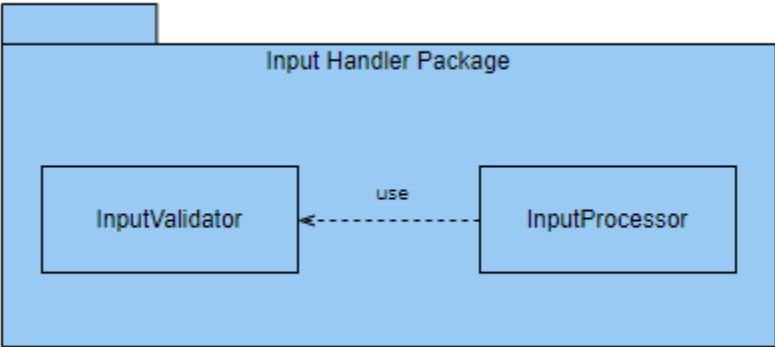 Input Handler Package
use
InputValidator
InputProcessor